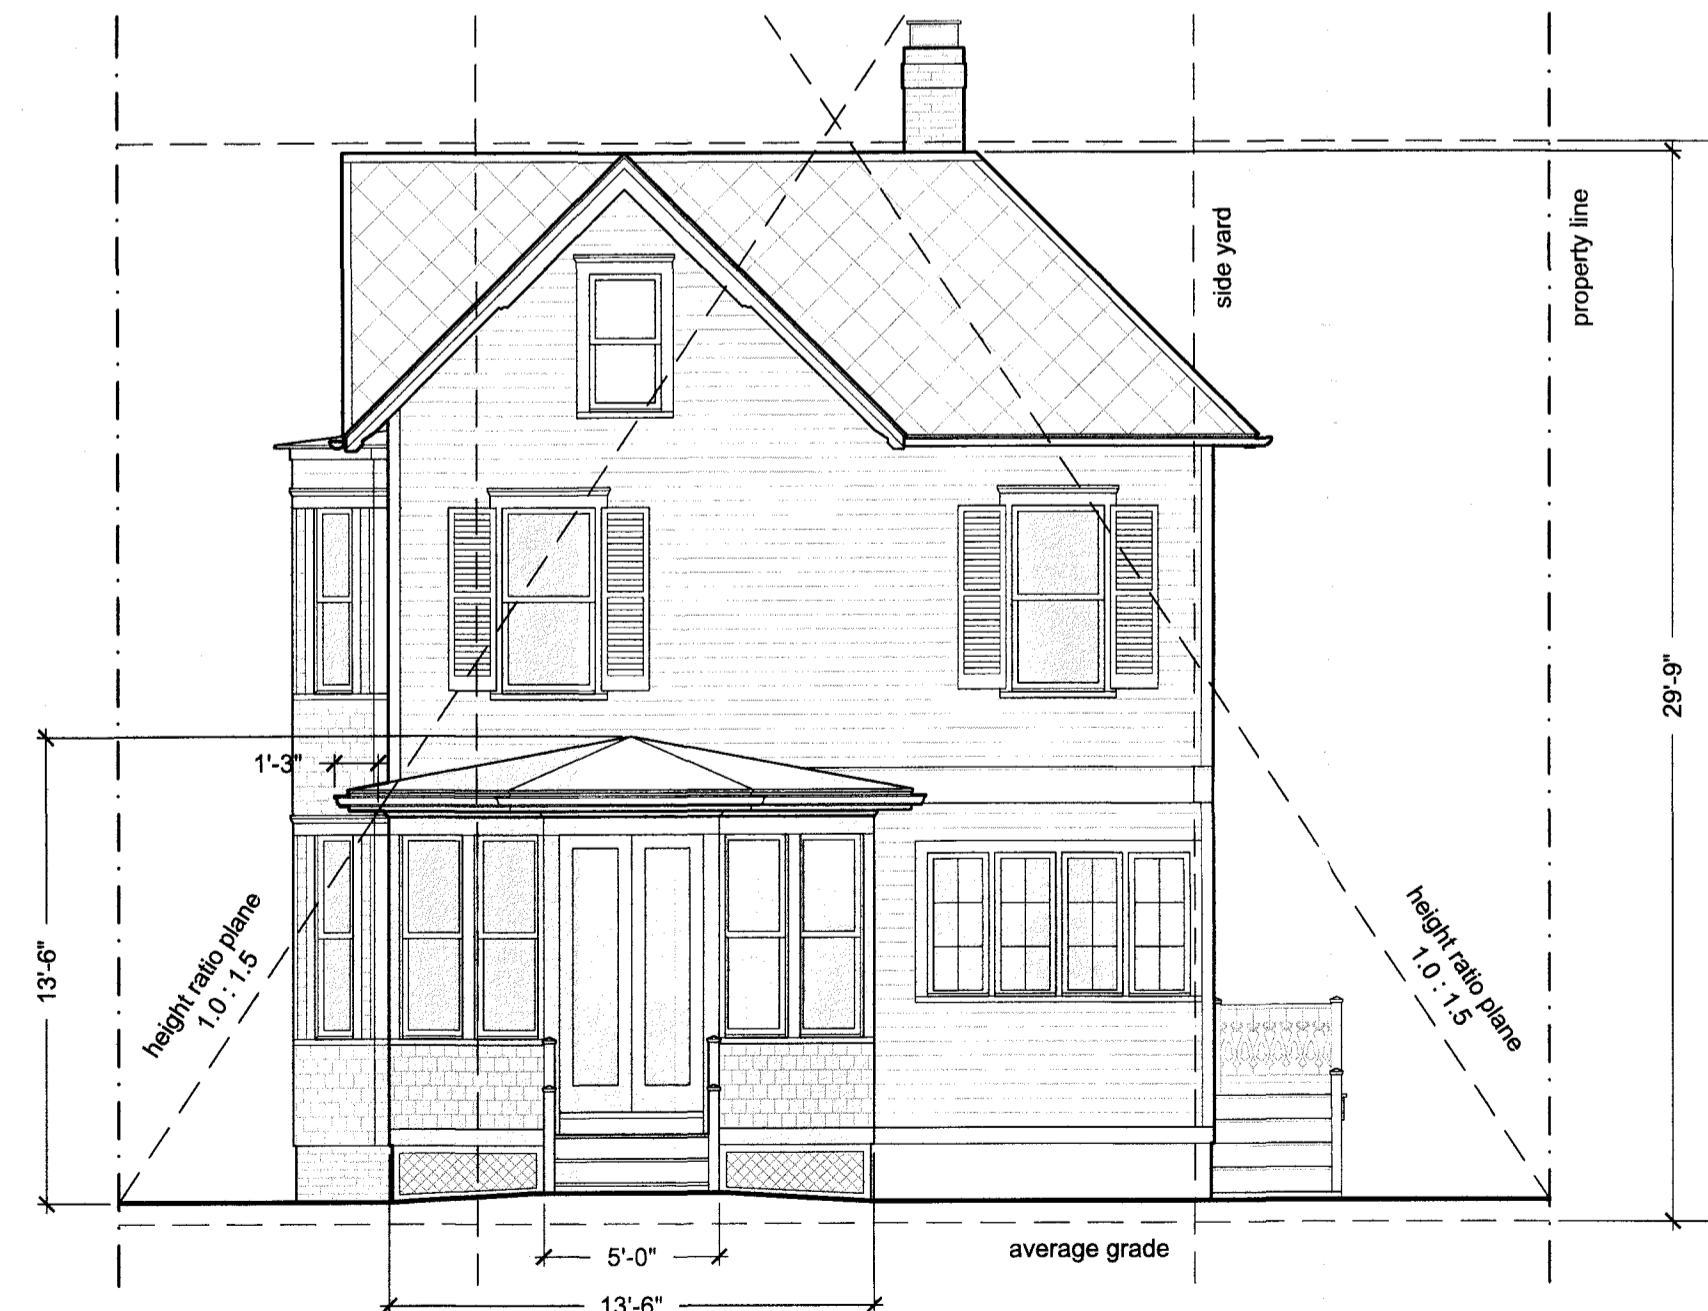 side yard
property line
29'-9"
1'-3"
13'-6"
height ratio plane
1.0 : 1.5
height ratio plane
1.0 : 1.5
average grade
5'-0"
13'-6"